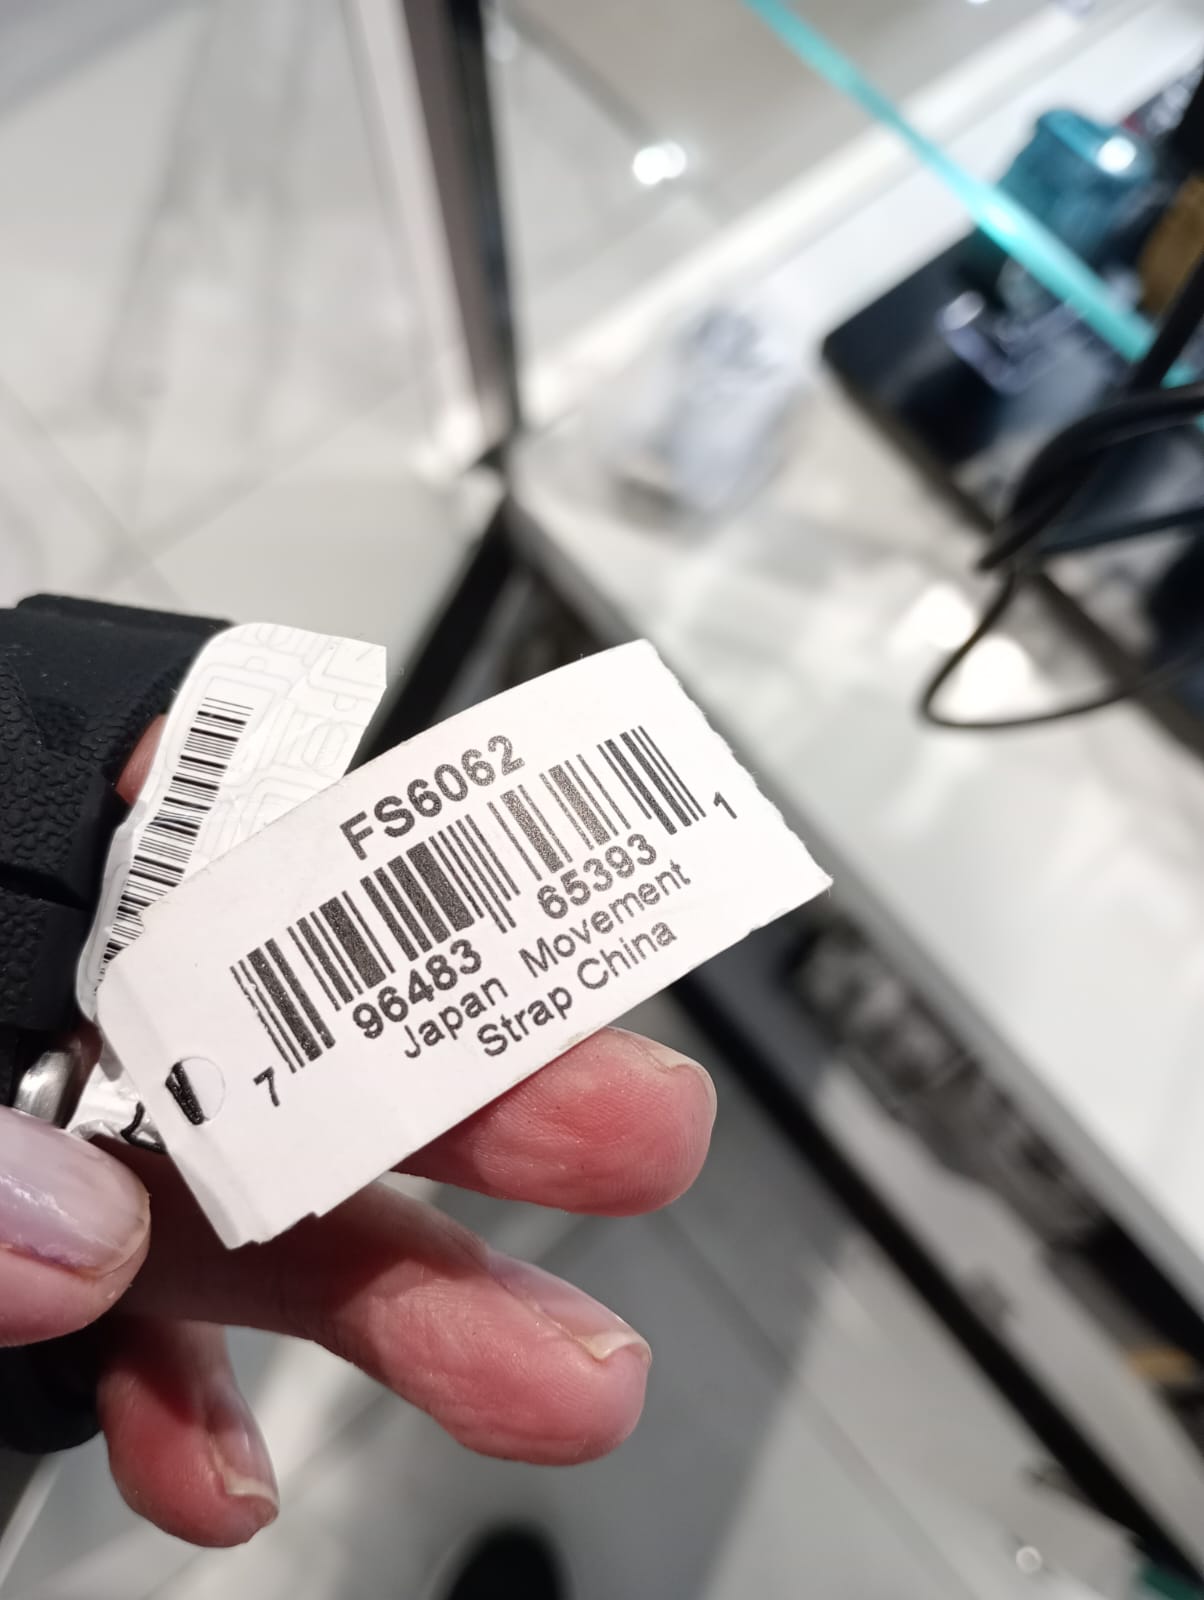 FS6062
7 96483 65393 1
Japan Movement
Strap China